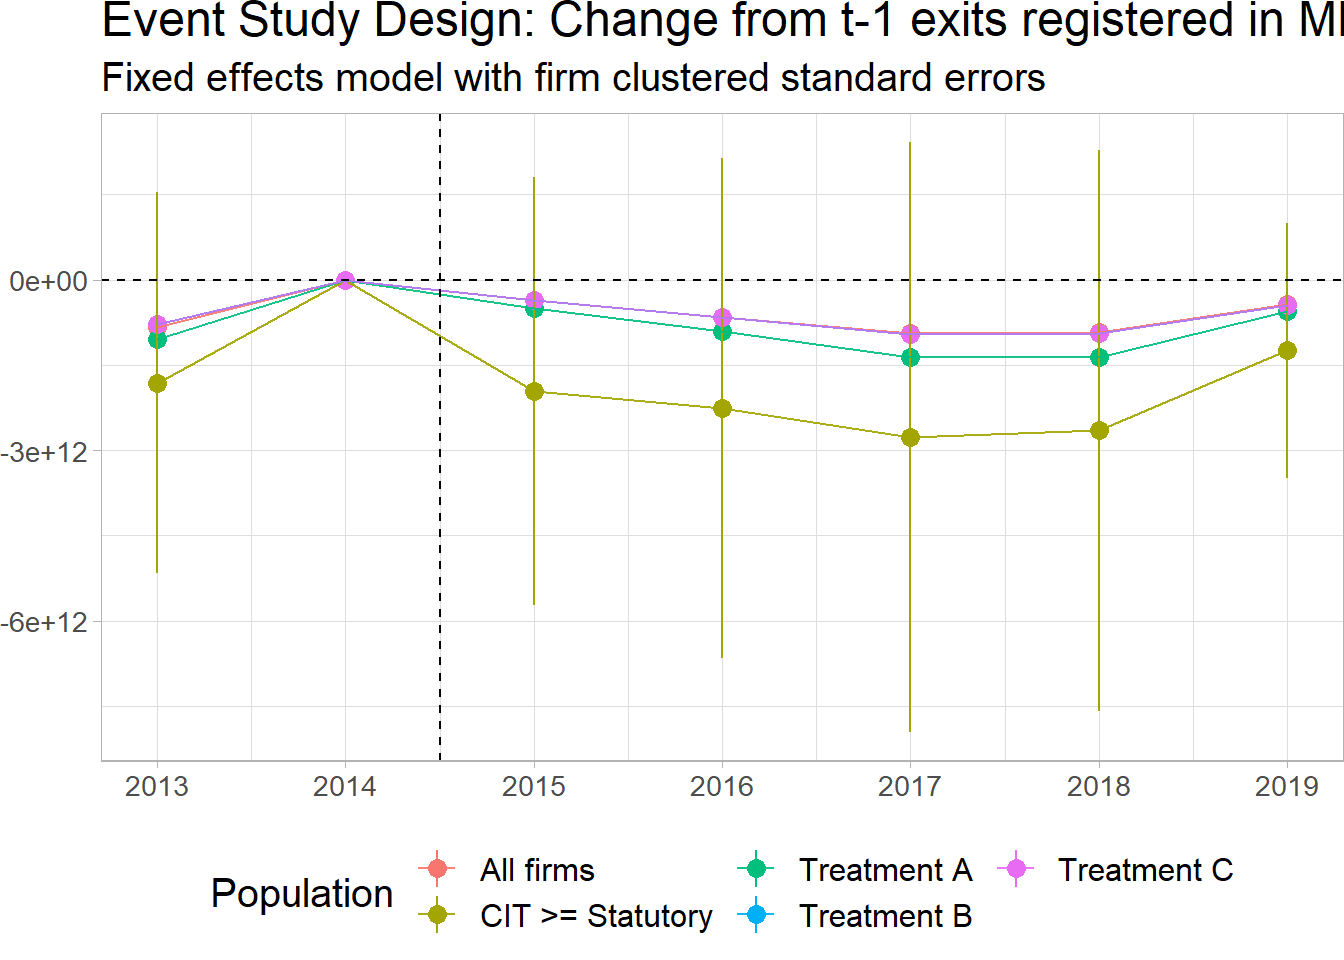 Event Study Design: Change from t-1 exits registered in
Fixed effects model with firm clustered standard errors
0e+00
-3e+12
-6e+12
2013 2014 2015 2016 2017 2018 2019
Population
All firms
CIT >= Statutory
Treatment A
Treatment B
Treatment C